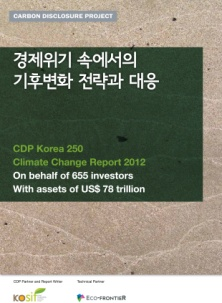 CARBON DISCLOSURE PROJECT
경제위기 속에서의
기후변화 전략과 대응
CDP Korea 250
Climate Change Report 2012
On behalf of 655 investors
With assets of US$ 78 trillion
CDP Partner and Report Writer
Technical Partner
KOSIF
ECO-FRONTIER